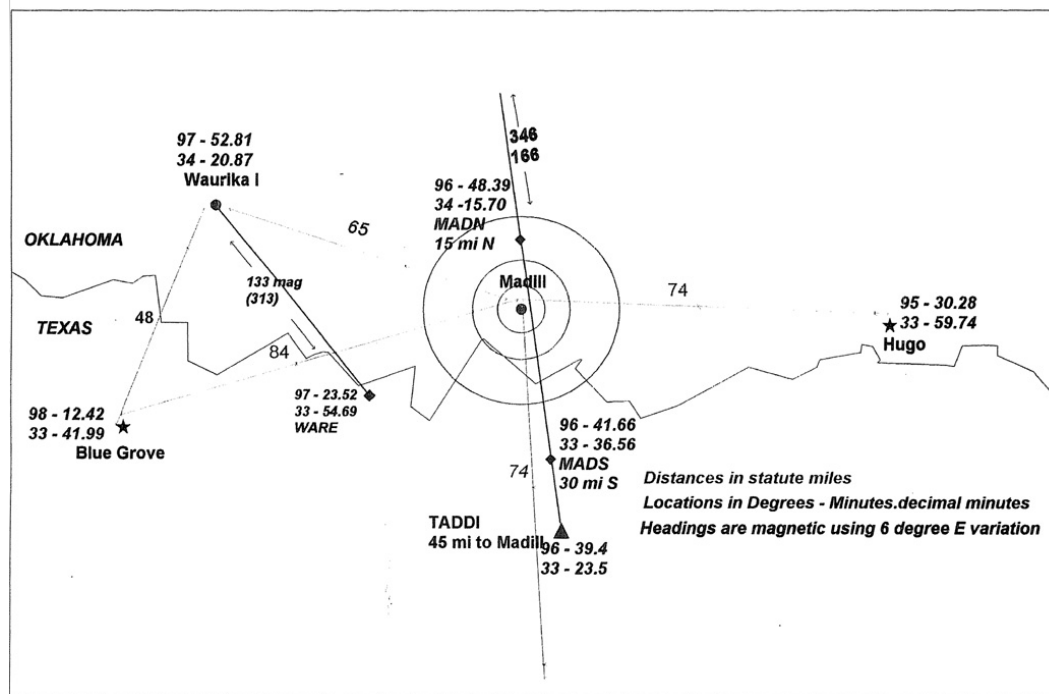 346
166
97 - 52.81
34 - 20.87
Waurika I
96 - 48.39
34 -15.70
MADN
15 mi N
65
OKLAHOMA
133 mag
(313)
Madill
74
95 - 30.28
33 - 59.74
Hugo
TEXAS
48
84
97 - 23.52
33 - 54.69
WARE
98 - 12.42
33 - 41.99
Blue Grove
96 - 41.66
33 - 36.56
MADS
30 mi S
74
Distances in statute miles
Locations in Degrees - Minutes.decimal minutes
Headings are magnetic using 6 degree E variation
TADDI
45 mi to Madill
96 - 39.4
33 - 23.5